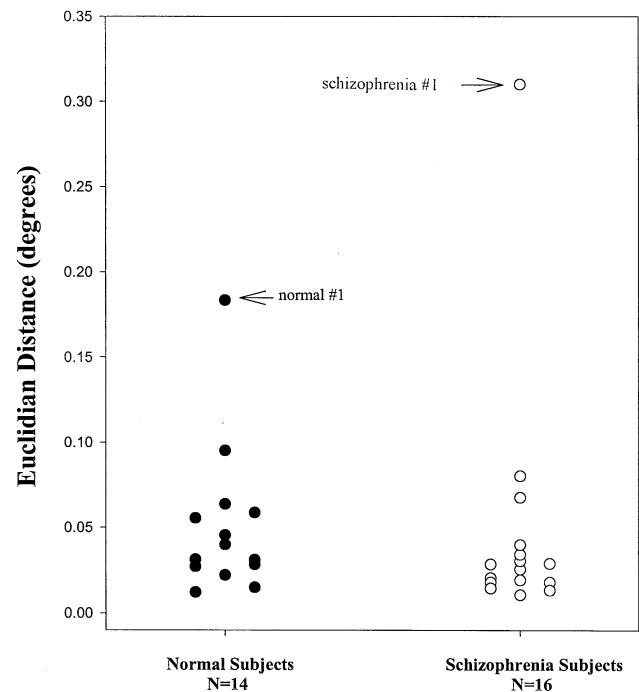 0.35
schizophrenia #1
0.30
0.25
Euclidian Distance (degrees)
0.20
normal #1
0.15
0.10
0.05
0.00
Normal Subjects
N=14
Schizophrenia Subjects
N=16